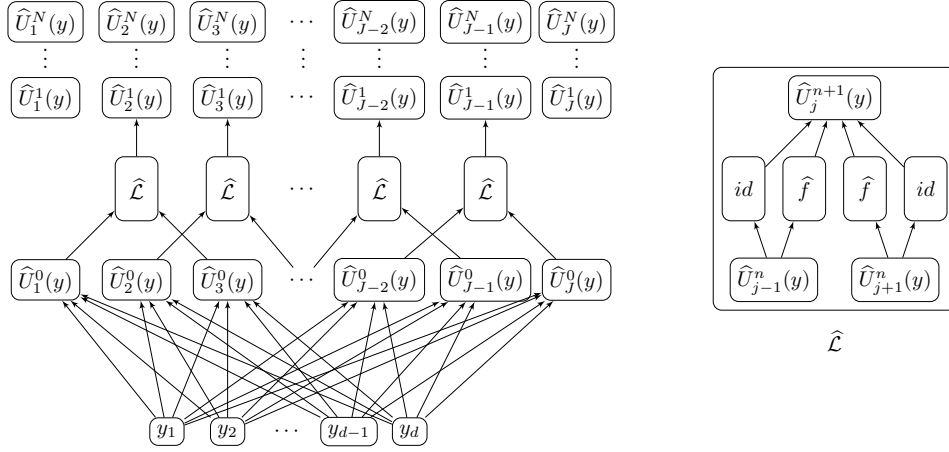 Û_1^N(y) Û_2^N(y) Û_3^N(y) ⋯ Û_{J−2}^N(y) Û_{J−1}^N(y) Û_J^N(y)
⋮ ⋮ ⋮ ⋯ ⋮ ⋮ ⋮
Û_1^1(y) Û_2^1(y) Û_3^1(y) ⋯ Û_{J−2}^1(y) Û_{J−1}^1(y) Û_J^1(y)
ℒ̂ ℒ̂ ⋯ ℒ̂ ℒ̂
Û_1^0(y) Û_2^0(y) Û_3^0(y) ⋯ Û_{J−2}^0(y) Û_{J−1}^0(y) Û_J^0(y)
y_1 y_2 ⋯ y_{d−1} y_d
Û_j^{n+1}(y)
id f̂ f̂ id
Û_{j−1}^n(y) Û_{j+1}^n(y)
ℒ̂